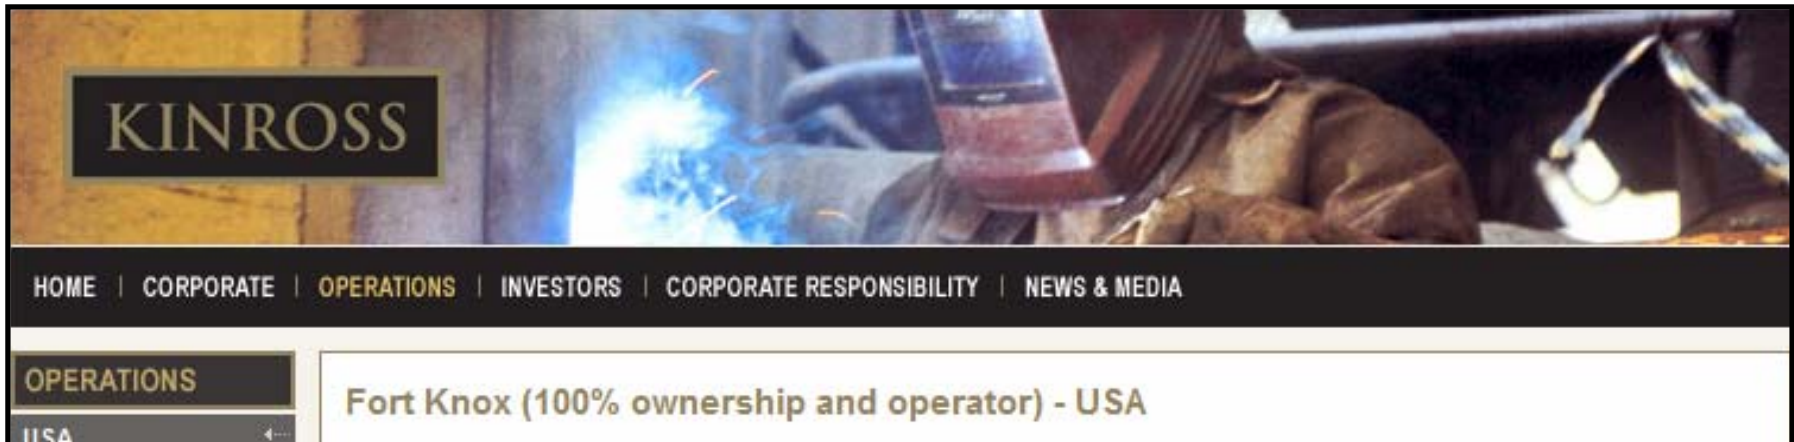 KINROSS
HOME | CORPORATE | OPERATIONS | INVESTORS | CORPORATE RESPONSIBILITY | NEWS & MEDIA
OPERATIONS
USA
Fort Knox (100% ownership and operator) - USA